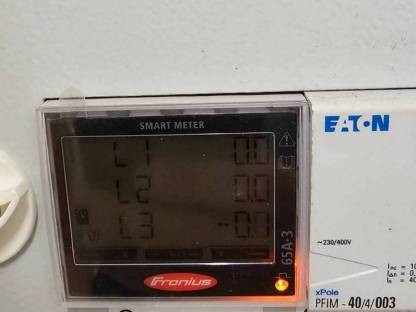 SMART METER
L1 0.0
L2 0.0
L3 -0.1
65A-3
Fronius
EATON
~230/400V
xPole
PFIM - 40/4/003